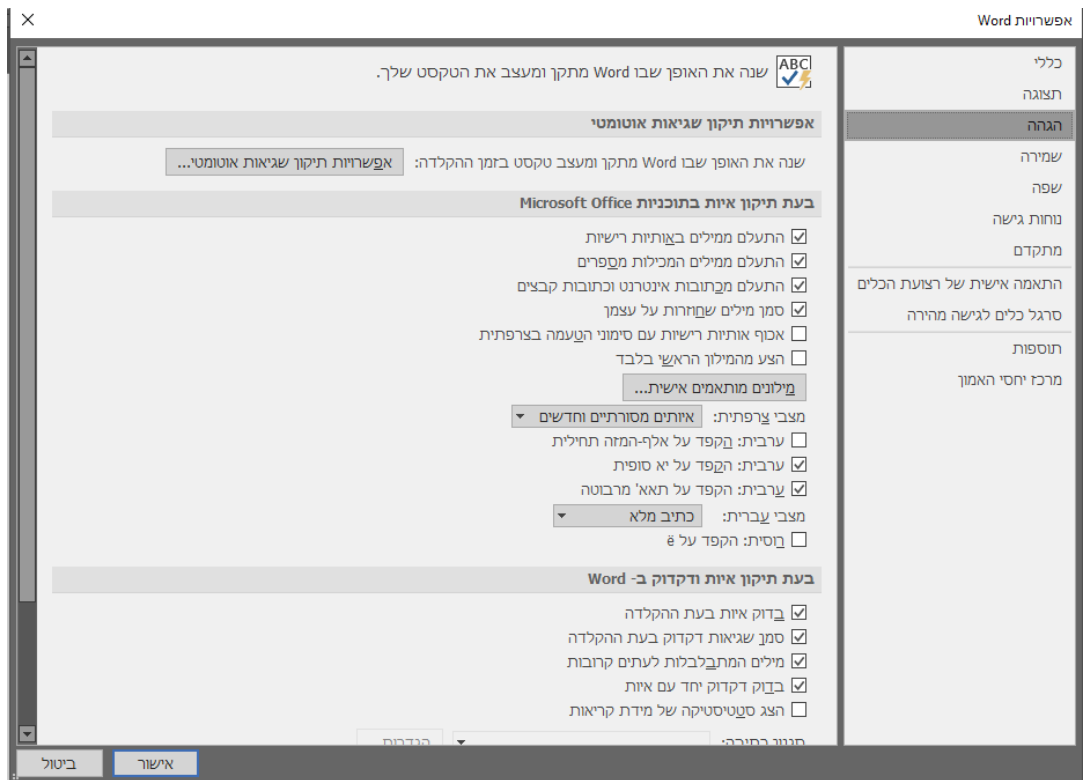 אפשרויות Word
כללי
תצוגה
הגהה
שמירה
שפה
נוחות גישה
מתקדם
התאמה אישית של רצועת הכלים
סרגל כלים לגישה מהירה
תוספות
מרכז יחסי האמון
ABC
שנה את האופן שבו Word מתקן ומעצב את הטקסט שלך.
אפשרויות תיקון שגיאות אוטומטי
שנה את האופן שבו Word מתקן ומעצב טקסט בזמן ההקלדה: אפשרויות תיקון שגיאות אוטומטי...
בעת תיקון איות בתוכניות Microsoft Office
התעלם ממילים באותיות רישיות
התעלם ממילים המכילות מספרים
התעלם מכתובות אינטרנט וכתובות קבצים
סמן מילים שחוזרות על עצמן
אכוף אותיות רישיות עם סימוני הטעמה בצרפתית
הצע מהמילון הראשי בלבד
מילונים מותאמים אישית...
מצבי צרפתית: איותים מסורתיים וחדשים
ערבית: הקפד על אלף-המזה תחילית
ערבית: הקפד על יא סופית
ערבית: הקפד על תאא' מרבוטה
מצבי עברית: כתיב מלא
רוסית: הקפד על ë
בעת תיקון איות ודקדוק ב- Word
בדוק איות בעת ההקלדה
סמן שגיאות דקדוק בעת ההקלדה
מילים המתבלבלות לעתים קרובות
בדוק דקדוק יחד עם איות
הצג סטטיסטיקה של מידת קריאות
סגנון כתיבה: הגדרות
אישור
ביטול